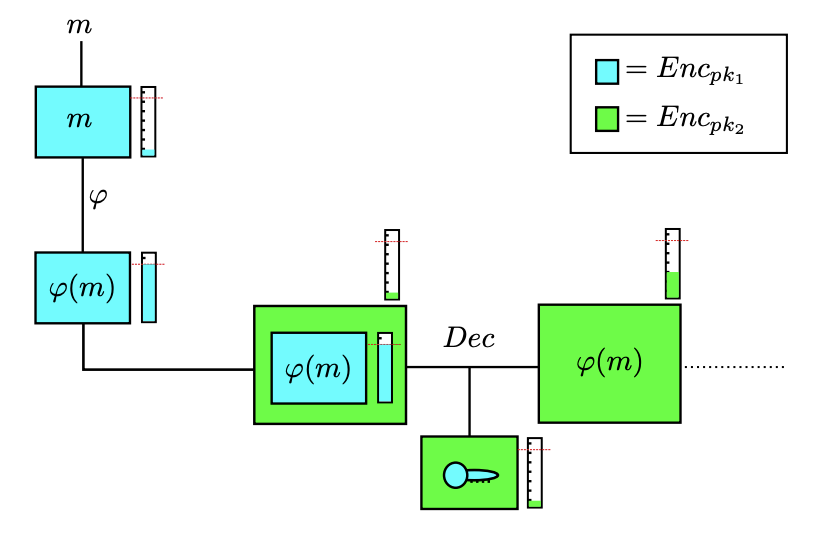 m
= Enc_{pk_1}
m
= Enc_{pk_2}
φ
φ(m)
φ(m)
Dec
φ(m)